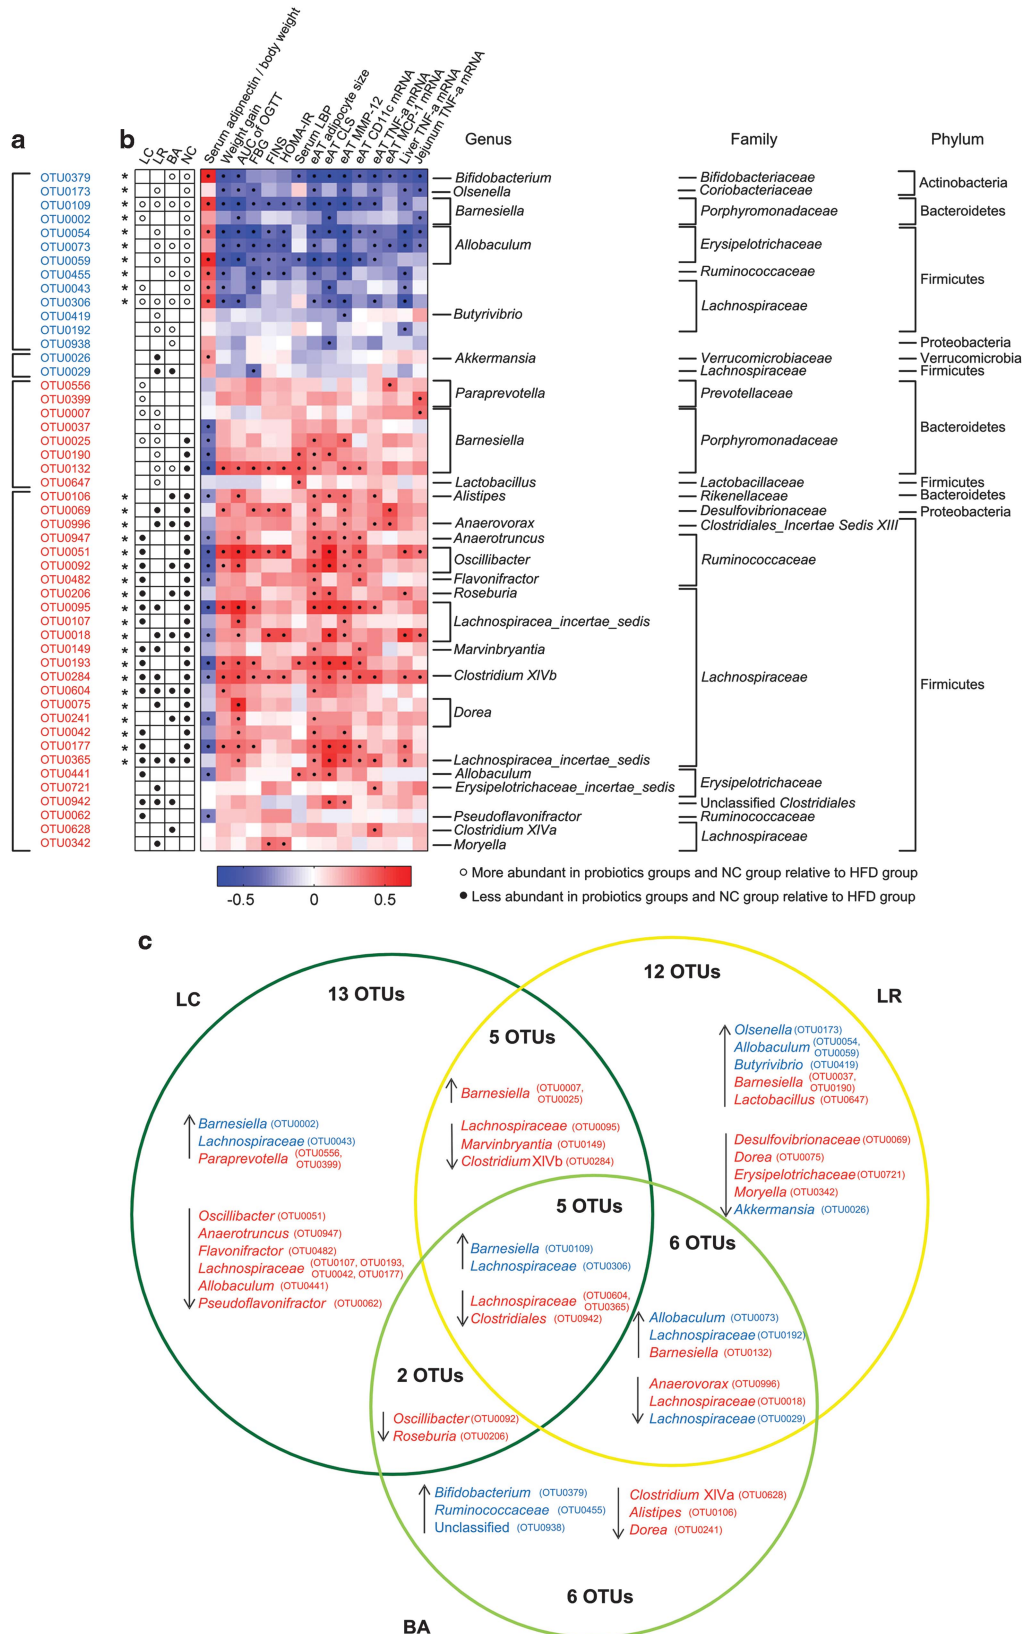 a
b
LC
LR
BA
NC
Serum adipnectin / body weight
Weight gain
AUC of OGTT
FBG
FINS
HOMA-IR
Serum LBP
eAT adipocyte size
eAT CLS
eAT MMP-12
eAT CD11c mRNA
eAT TNF-a mRNA
eAT MCP-1 mRNA
Liver TNF-a mRNA
Jejunum TNF-a mRNA
Genus
Family
Phylum
OTU0379
OTU0173
OTU0109
OTU0002
OTU0054
OTU0073
OTU0059
OTU0455
OTU0043
OTU0306
OTU0419
OTU0192
OTU0938
OTU0026
OTU0029
OTU0556
OTU0399
OTU0007
OTU0037
OTU0025
OTU0190
OTU0132
OTU0647
OTU0106
OTU0069
OTU0996
OTU0947
OTU0051
OTU0092
OTU0482
OTU0206
OTU0095
OTU0107
OTU0018
OTU0149
OTU0193
OTU0284
OTU0604
OTU0075
OTU0241
OTU0042
OTU0177
OTU0365
OTU0441
OTU0721
OTU0942
OTU0062
OTU0628
OTU0342
Bifidobacterium
Olsenella
Barnesiella
Allobaculum
Butyrivibrio
Akkermansia
Paraprevotella
Barnesiella
Lactobacillus
Alistipes
Anaerovorax
Anaerotruncus
Oscillibacter
Flavonifractor
Roseburia
Lachnospiracea_incertae_sedis
Marvinbryantia
Clostridium XIVb
Dorea
Lachnospiracea_incertae_sedis
Allobaculum
Erysipelotrichaceae_incertae_sedis
Pseudoflavonifractor
Clostridium XIVa
Moryella
Bifidobacteriaceae
Coriobacteriaceae
Porphyromonadaceae
Erysipelotrichaceae
Ruminococcaceae
Lachnospiraceae
Verrucomicrobiaceae
Lachnospiraceae
Prevotellaceae
Porphyromonadaceae
Lactobacillaceae
Rikenellaceae
Desulfovibrionaceae
Clostridiales_Incertae Sedis XIII
Ruminococcaceae
Lachnospiraceae
Erysipelotrichaceae
Unclassified Clostridiales
Ruminococcaceae
Lachnospiraceae
Actinobacteria
Bacteroidetes
Firmicutes
Proteobacteria
Verrucomicrobia
Firmicutes
Bacteroidetes
Firmicutes
Bacteroidetes
Proteobacteria
Firmicutes
-0.5
0
0.5
More abundant in probiotics groups and NC group relative to HFD group
Less abundant in probiotics groups and NC group relative to HFD group
c
LC
13 OTUs
Barnesiella (OTU0002)
Lachnospiraceae (OTU0043)
Paraprevotella (OTU0556,
OTU0399)
Oscillibacter (OTU0051)
Anaerotruncus (OTU0947)
Flavonifractor (OTU0482)
Lachnospiraceae (OTU0107, OTU0193,
OTU0042, OTU0177)
Allobaculum (OTU0441)
Pseudoflavonifractor (OTU0062)
5 OTUs
Barnesiella (OTU0007,
OTU0025)
Lachnospiraceae (OTU0095)
Marvinbryantia (OTU0149)
Clostridium XIVb (OTU0284)
12 OTUs
LR
Olsenella (OTU0173)
Allobaculum (OTU0054,
OTU0059)
Butyrivibrio (OTU0419)
Barnesiella (OTU0037,
OTU0190)
Lactobacillus (OTU0647)
Desulfovibrionaceae (OTU0069)
Dorea (OTU0075)
Erysipelotrichaceae (OTU0721)
Moryella (OTU0342)
Akkermansia (OTU0026)
5 OTUs
Barnesiella (OTU0109)
Lachnospiraceae (OTU0306)
Lachnospiraceae (OTU0604,
OTU0365)
Clostridiales (OTU0942)
6 OTUs
Allobaculum (OTU0073)
Lachnospiraceae (OTU0192)
Barnesiella (OTU0132)
Anaerovorax (OTU0996)
Lachnospiraceae (OTU0018)
Lachnospiraceae (OTU0029)
2 OTUs
Oscillibacter (OTU0092)
Roseburia (OTU0206)
Bifidobacterium (OTU0379)
Ruminococcaceae (OTU0455)
Unclassified (OTU0938)
Clostridium XIVa (OTU0628)
Alistipes (OTU0106)
Dorea (OTU0241)
6 OTUs
BA